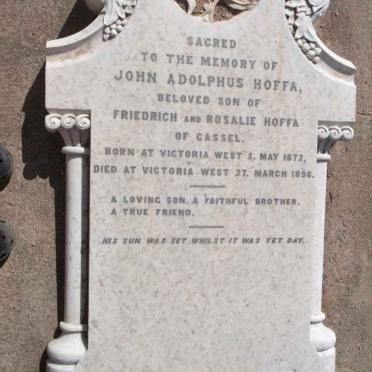 SACRED
TO THE MEMORY OF
JOHN ADOLPHUS HOFFA,
BELOVED SON OF
FRIEDRICH AND ROSALIE HOFFA
OF CASSEL.
BORN AT VICTORIA WEST 5. MAY 1872,
DIED AT VICTORIA WEST 27. MARCH 1896.
A LOVING SON, A FAITHFUL BROTHER,
A TRUE FRIEND.
HIS SUN WAS SET WHILST IT WAS YET DAY.